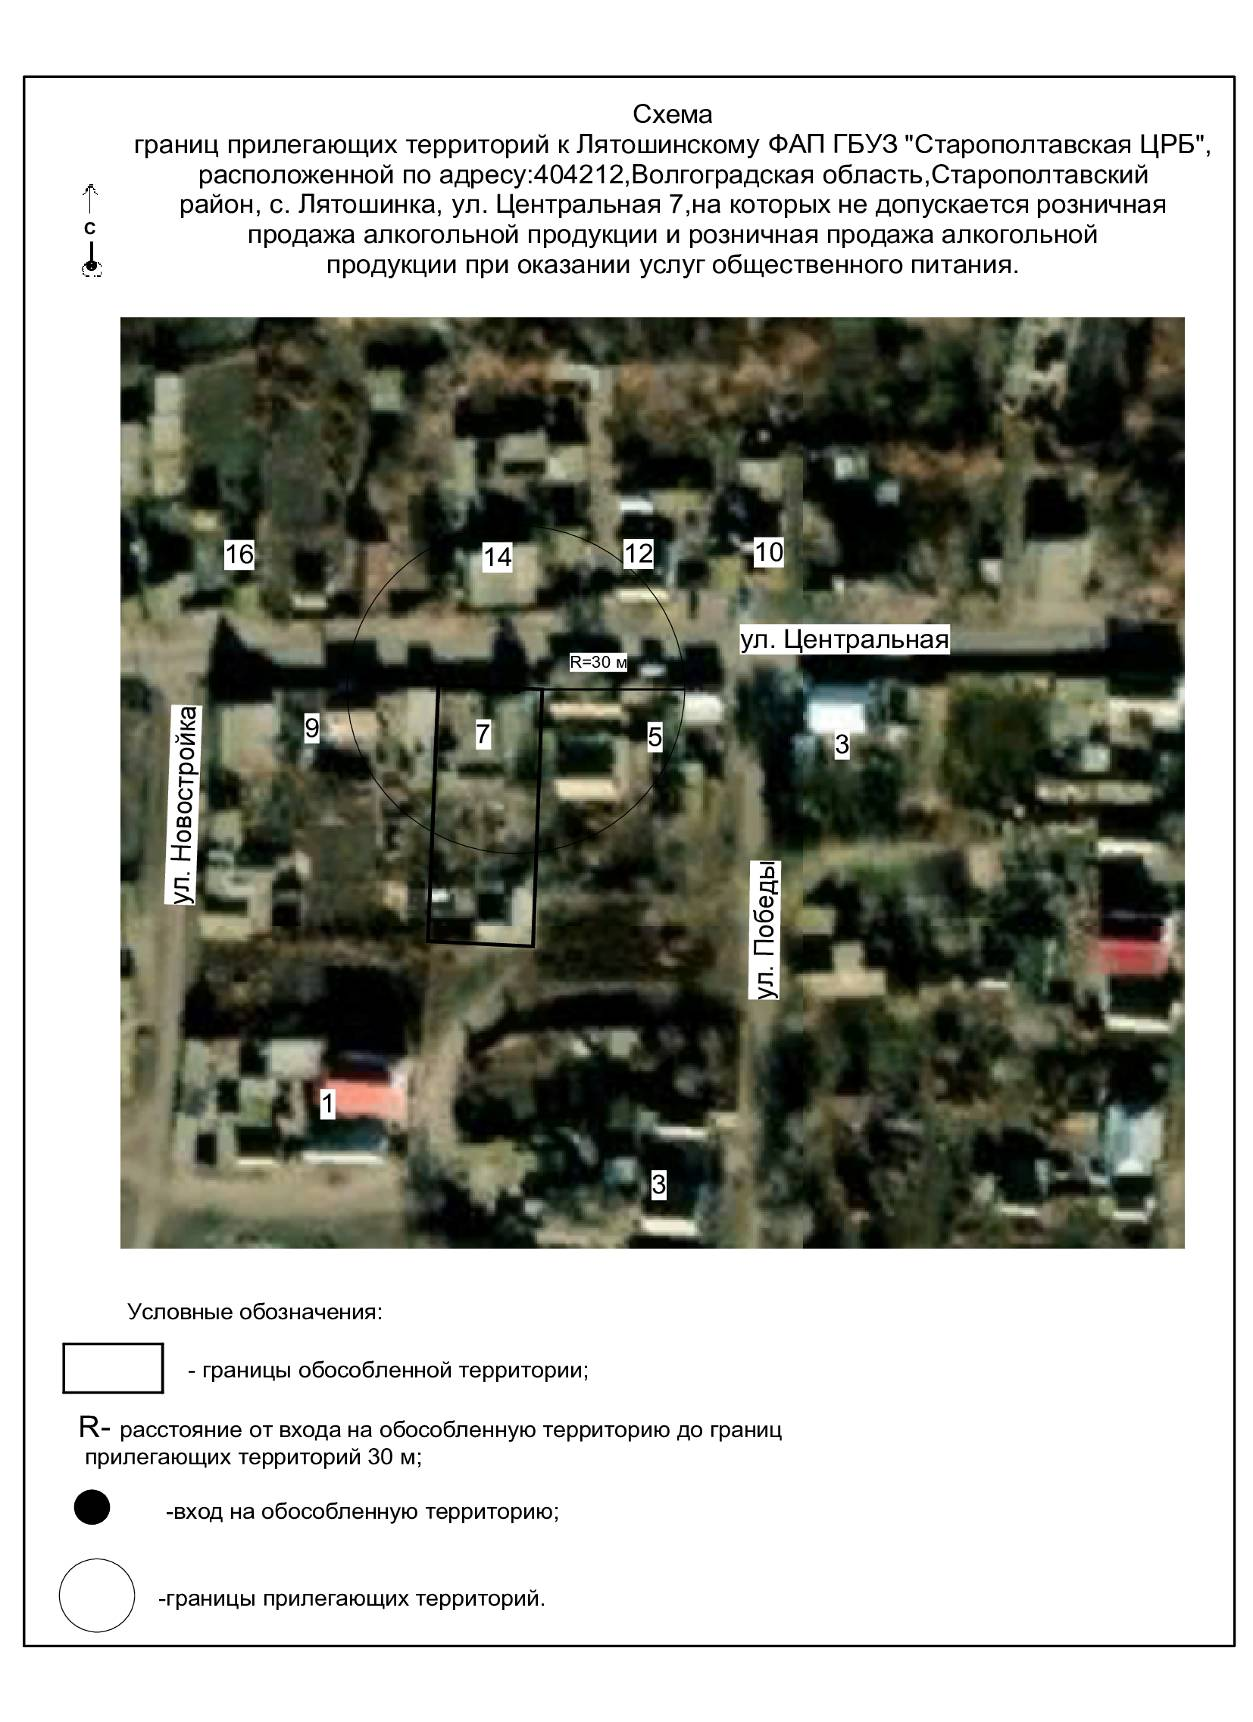 Схема
границ прилегающих территорий к Лятошинскому ФАП ГБУЗ "Старополтавская ЦРБ",
расположенной по адресу:404212,Волгоградская область,Старополтавский
район, с. Лятошинка, ул. Центральная 7,на которых не допускается розничная
продажа алкогольной продукции и розничная продажа алкогольной
продукции при оказании услуг общественного питания.
с
16
14
12
10
ул. Центральная
R=30 м
9
7
5
3
ул. Новостройка
ул. Победы
1
3
Условные обозначения:
- границы обособленной территории;
R- расстояние от входа на обособленную территорию до границ
прилегающих территорий 30 м;
-вход на обособленную территорию;
-границы прилегающих территорий.